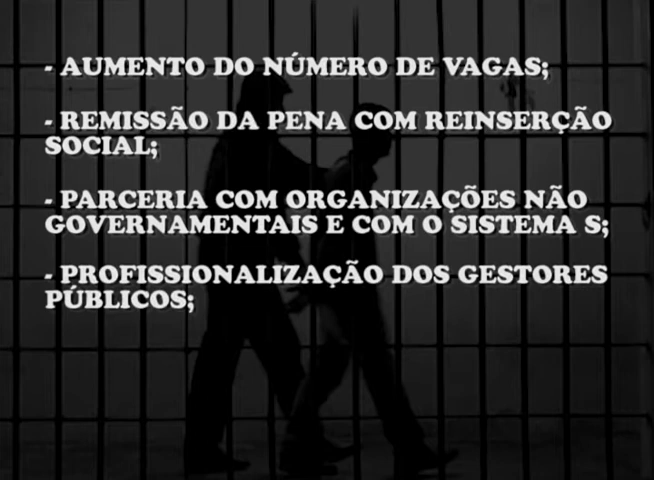 - AUMENTO DO NÚMERO DE VAGAS;
- REMISSÃO DA PENA COM REINSERÇÃO
SOCIAL;
- PARCERIA COM ORGANIZAÇÕES NÃO
GOVERNAMENTAIS E COM O SISTEMA S;
- PROFISSIONALIZAÇÃO DOS GESTORES
PÚBLICOS;